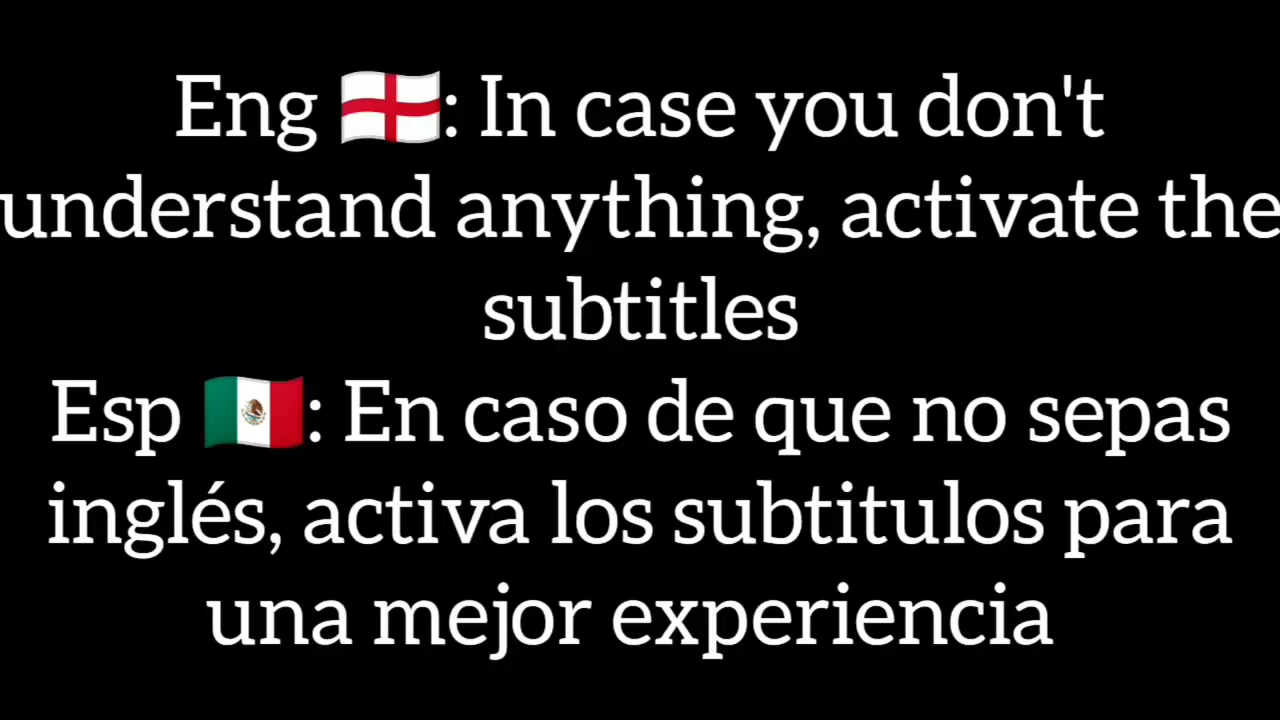 Eng 🏴󠁧󠁢󠁥󠁮󠁧󠁿: In case you don't
understand anything, activate the
subtitles
Esp 🇲🇽: En caso de que no sepas
inglés, activa los subtitulos para
una mejor experiencia